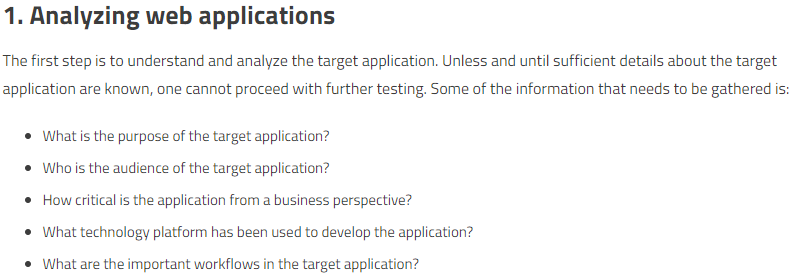 1. Analyzing web applications
The first step is to understand and analyze the target application. Unless and until sufficient details about the target
application are known, one cannot proceed with further testing. Some of the information that needs to be gathered is:
• What is the purpose of the target application?
• Who is the audience of the target application?
• How critical is the application from a business perspective?
• What technology platform has been used to develop the application?
• What are the important workflows in the target application?